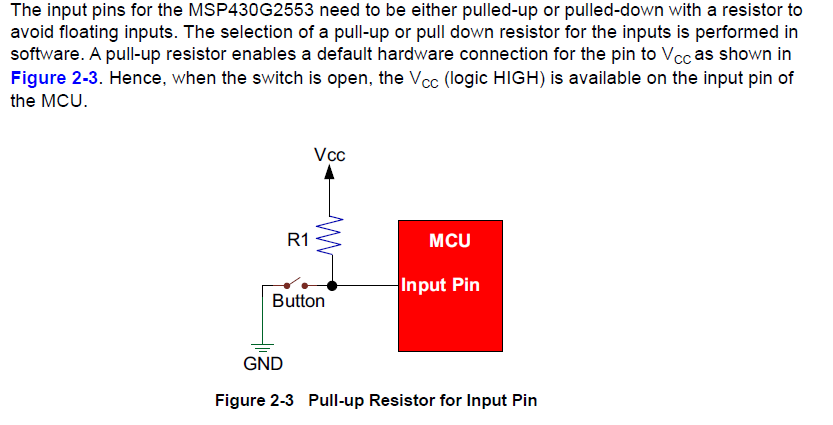 The input pins for the MSP430G2553 need to be either pulled-up or pulled-down with a resistor to
avoid floating inputs. The selection of a pull-up or pull down resistor for the inputs is performed in
software. A pull-up resistor enables a default hardware connection for the pin to VCC as shown in
Figure 2-3. Hence, when the switch is open, the VCC (logic HIGH) is available on the input pin of
the MCU.
Vcc
R1
MCU
Input Pin
Button
GND
Figure 2-3 Pull-up Resistor for Input Pin